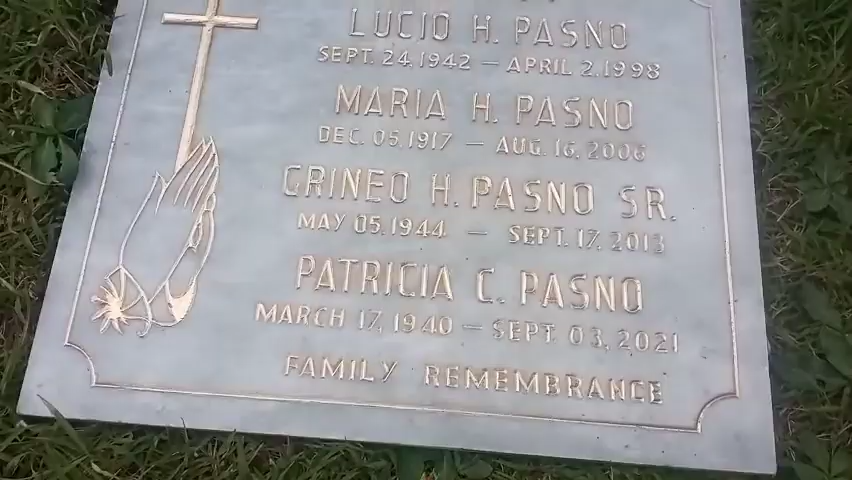 LUCIO H. PASNO
SEPT. 24, 1942 – APRIL 2, 1998
MARIA H. PASNO
DEC. 05, 1917 – AUG. 16, 2006
GRINEO H. PASNO SR.
MAY 05, 1944 – SEPT. 17, 2013
PATRICIA C. PASNO
MARCH 17, 1940 – SEPT. 03, 2021
FAMILY REMEMBRANCE